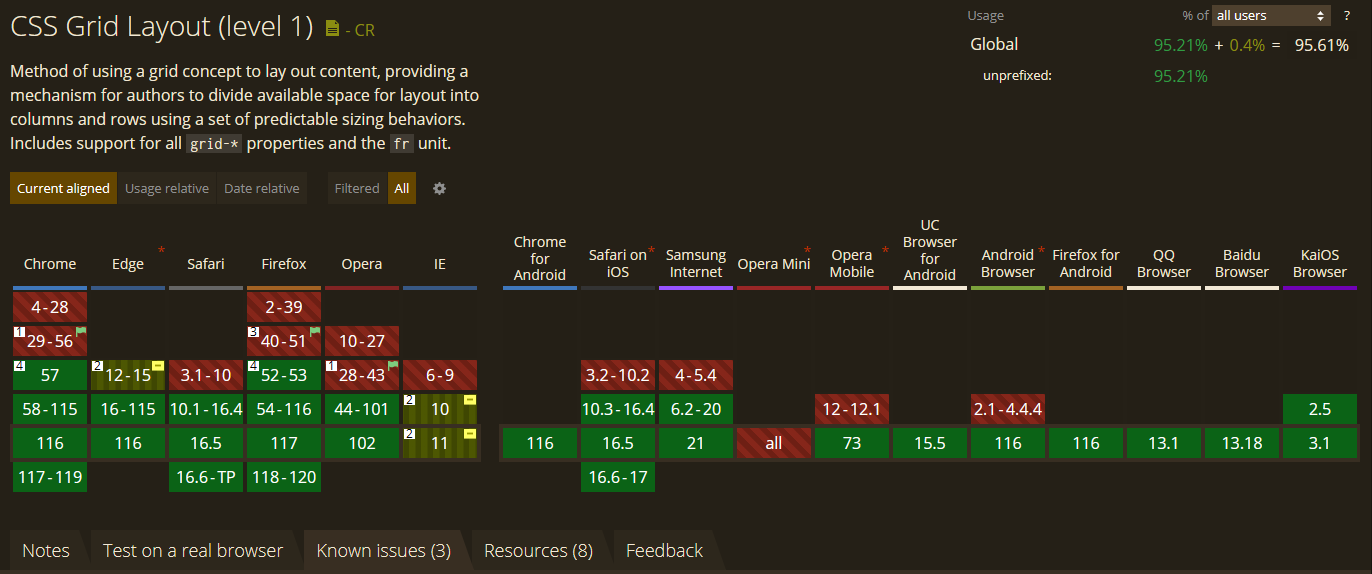 CSS Grid Layout (level 1) - CR
Usage % of all users ?
Global 95.21% + 0.4% = 95.61%
unprefixed: 95.21%
Method of using a grid concept to lay out content, providing a
mechanism for authors to divide available space for layout into
columns and rows using a set of predictable sizing behaviors.
Includes support for all grid-* properties and the fr unit.
Current aligned Usage relative Date relative Filtered All
Chrome Edge * Safari Firefox Opera IE
4-28 2-39
1 29-56 3 40-51 10-27
4 57 2 12-15 3.1-10 4 52-53 1 28-43 6-9
58-115 16-115 10.1-16.4 54-116 44-101 2 10
116 116 16.5 117 102 2 11
117-119 16.6-TP 118-120
Chrome for Android Safari on iOS * Samsung Internet Opera Mini * Opera Mobile * UC Browser for Android Android Browser * Firefox for Android QQ Browser Baidu Browser KaiOS Browser
3.2-10.2 4-5.4
10.3-16.4 6.2-20 12-12.1 2.1-4.4.4 2.5
116 16.5 21 all 73 15.5 116 116 13.1 13.18 3.1
16.6-17
Notes Test on a real browser Known issues (3) Resources (8) Feedback